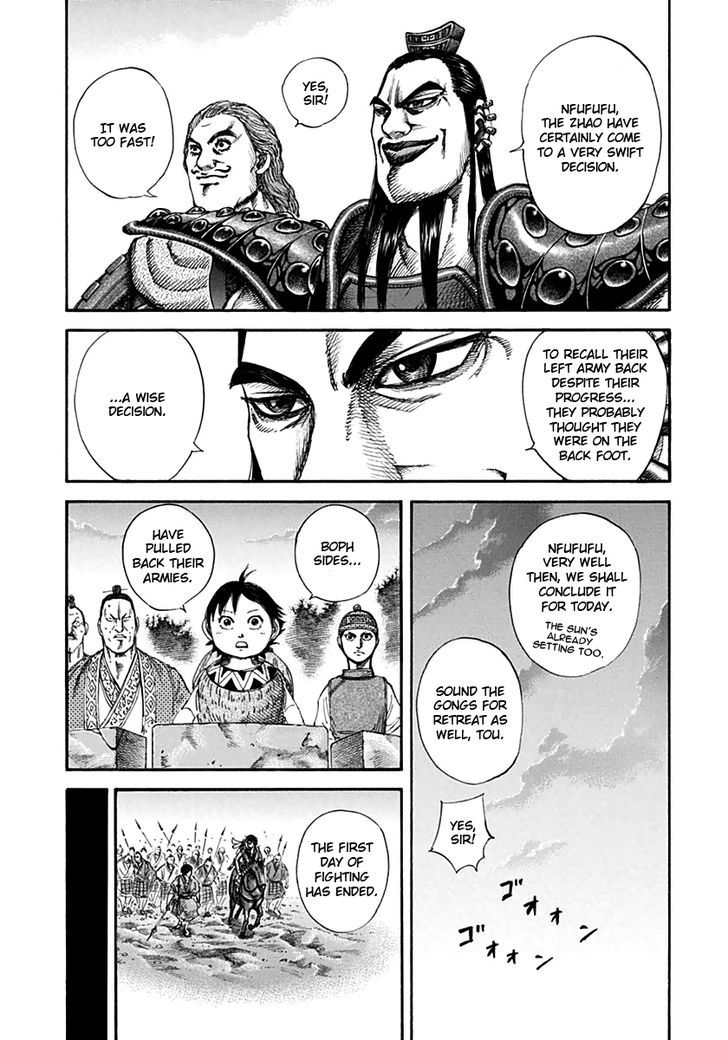 NFUFUFU,
THE ZHAO HAVE
CERTAINLY COME
TO A VERY SWIFT
DECISION.
YES,
SIR!
IT WAS
TOO FAST!
TO RECALL THEIR
LEFT ARMY BACK
DESPITE THEIR
PROGRESS...
THEY PROBABLY
THOUGHT THEY
WERE ON THE
BACK FOOT.
...A WISE
DECISION.
NFUFUFU,
VERY WELL
THEN, WE SHALL
CONCLUDE IT
FOR TODAY.
THE SUN'S
ALREADY
SETTING TOO.
SOUND THE
GONGS FOR
RETREAT AS
WELL, TOU.
YES,
SIR!
ゴォォン
ゴォォン
BOPH
SIDES...
HAVE
PULLED
BACK THEIR
ARMIES.
THE FIRST
DAY OF
FIGHTING
HAS ENDED.